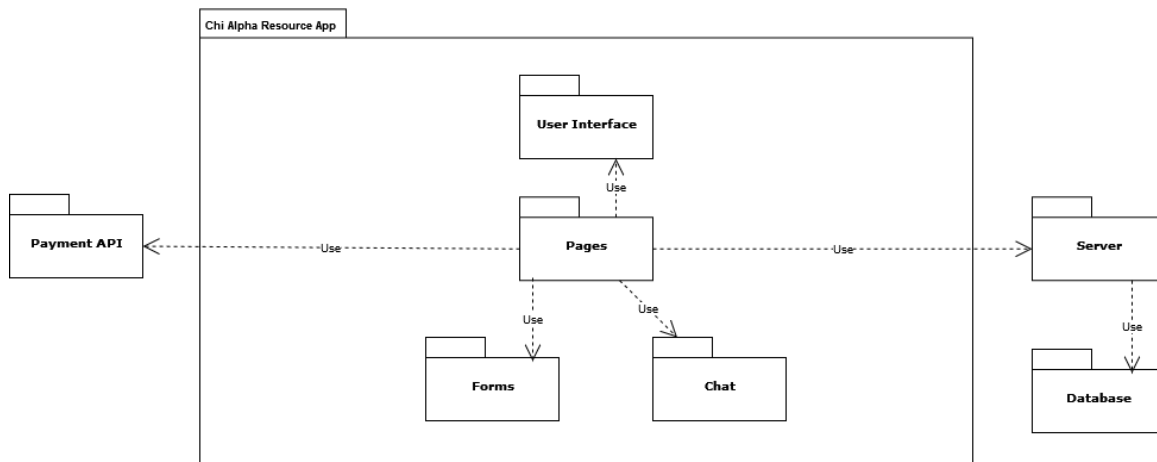 Chi Alpha Resource App
User Interface
Use
Payment API
Use
Pages
Use
Server
Use
Use
Use
Forms
Chat
Database